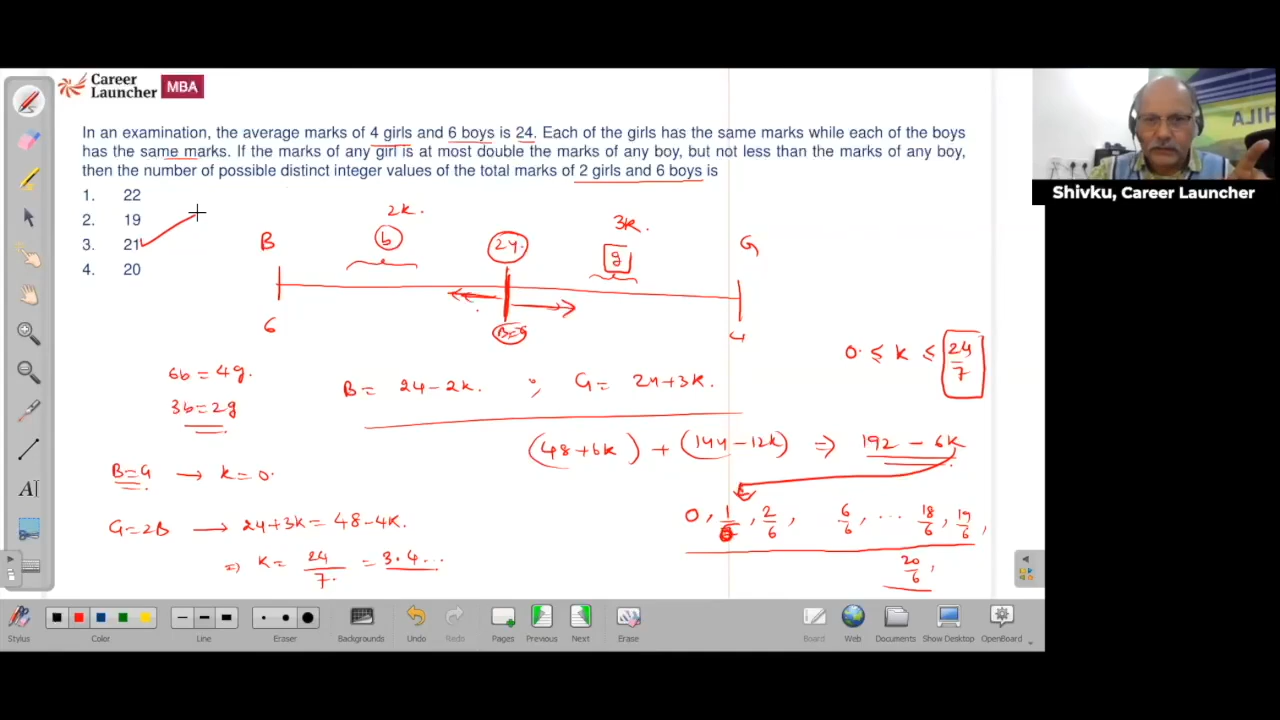 Career
Launcher MBA
In an examination, the average marks of 4 girls and 6 boys is 24. Each of the girls has the same marks while each of the boys
has the same marks. If the marks of any girl is at most double the marks of any boy, but not less than the marks of any boy,
then the number of possible distinct integer values of the total marks of 2 girls and 6 boys is
1. 22
2. 19
3. 21
4. 20
2k.
3k.
B b 24. g G
6 B=G 4
0 ≤ k ≤ 24/7
6b = 4g.
3b = 2g
B = 24-2k. ; G = 24+3k.
(48+6k) + (144-12k) ⇒ 192 - 6k
B=G → k=0.
G=2B → 24+3k = 48-4k.
⇒ k = 24/7. = 3.4...
0, 1/6, 2/6, 6/6, ... 18/6, 19/6,
20/6,
Shivku, Career Launcher
Stylus Color Line Eraser Backgrounds Undo Redo Pages Previous Next Erase Board Web Documents Show Desktop OpenBoard